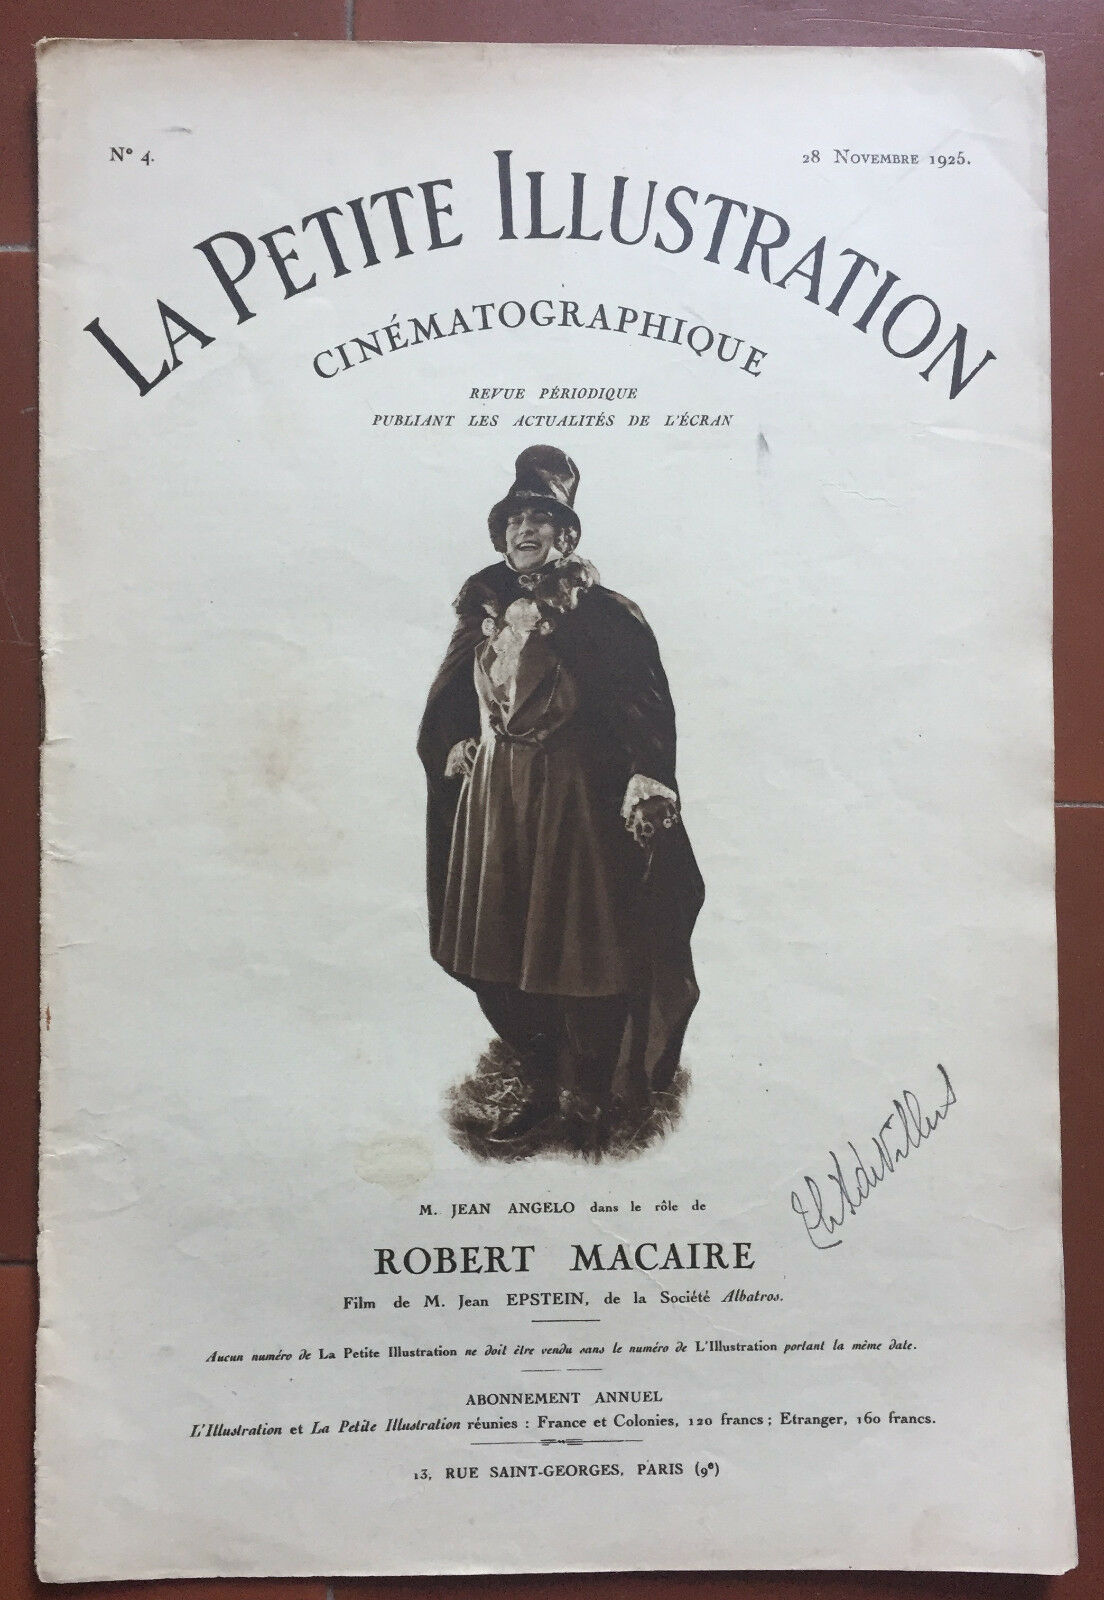 N° 4.
28 Novembre 1925.
LA PETITE ILLUSTRATION
CINÉMATOGRAPHIQUE
REVUE PÉRIODIQUE
PUBLIANT LES ACTUALITÉS DE L'ÉCRAN
M. JEAN ANGELO dans le rôle de
ROBERT MACAIRE
Film de M. Jean EPSTEIN, de la Société Albatros.
Aucun numéro de La Petite Illustration ne doit être vendu sans le numéro de L'Illustration portant la même date.
ABONNEMENT ANNUEL
L'Illustration et La Petite Illustration réunies : France et Colonies, 120 francs ; Etranger, 160 francs.
13, RUE SAINT-GEORGES, PARIS (9e)